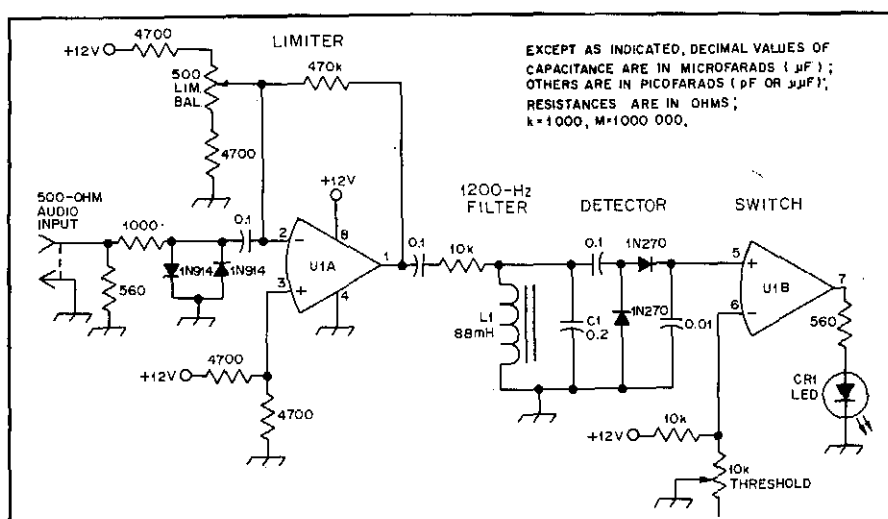 LIMITER
+12V
4700
500
LIM.
BAL.
4700
470k
EXCEPT AS INDICATED, DECIMAL VALUES OF
CAPACITANCE ARE IN MICROFARADS (µF);
OTHERS ARE IN PICOFARADS (pF OR µµF);
RESISTANCES ARE IN OHMS;
k=1000, M=1000 000.
500-OHM
AUDIO
INPUT
1000
560
1N914
1N914
0.1
2
−
3
+
U1A
+12V
8
4
1
+12V
4700
4700
0.1
10k
1200-Hz
FILTER
L1
88mH
C1
0.2
DETECTOR
0.1
1N270
1N270
0.01
SWITCH
5
+
6
−
U1B
7
560
CR1
LED
+12V
10k
10k
THRESHOLD